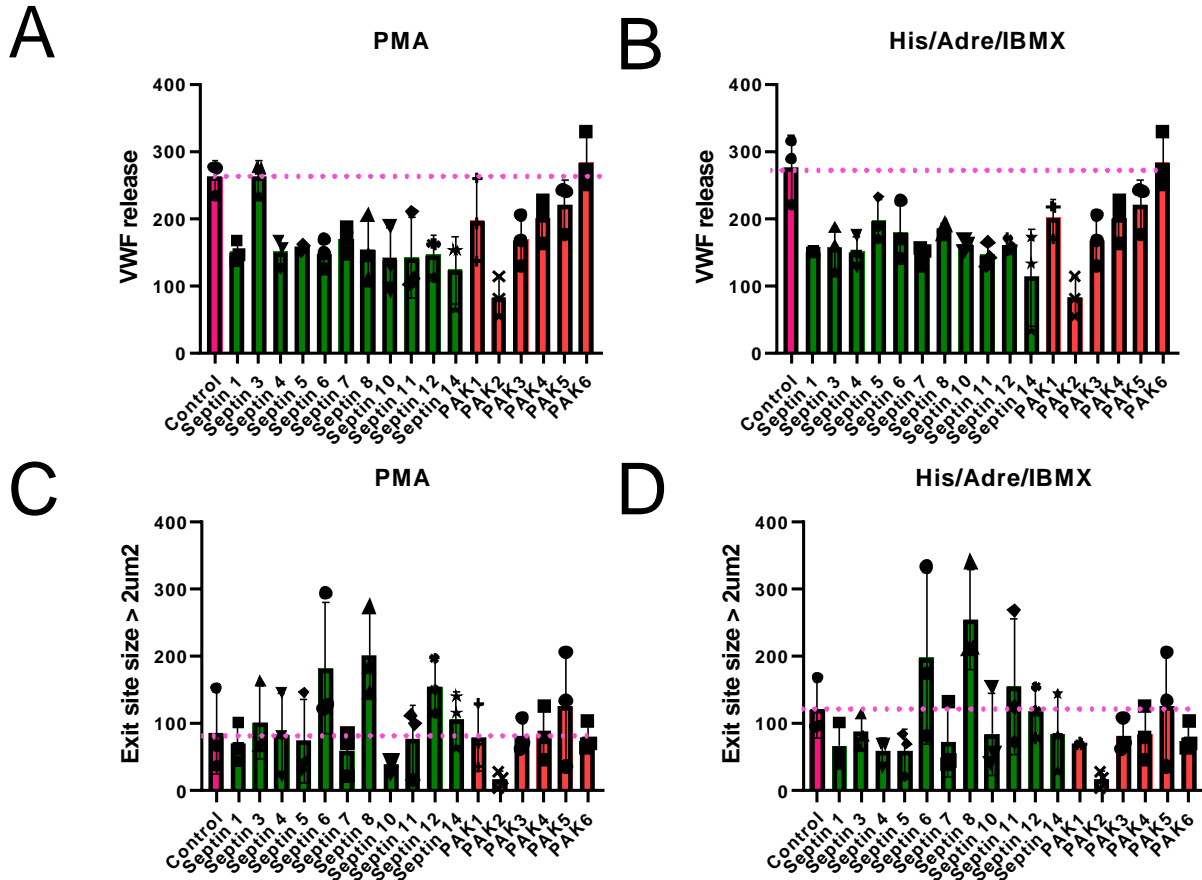 A
PMA
VWF release
400
300
200
100
0
Control
Septin 1
Septin 3
Septin 4
Septin 5
Septin 6
Septin 7
Septin 8
Septin 10
Septin 11
Septin 12
Septin 14
PAK1
PAK2
PAK3
PAK4
PAK5
PAK6
B
His/Adre/IBMX
VWF release
400
300
200
100
0
Control
Septin 1
Septin 3
Septin 4
Septin 5
Septin 6
Septin 7
Septin 8
Septin 10
Septin 11
Septin 12
Septin 14
PAK1
PAK2
PAK3
PAK4
PAK5
PAK6
C
PMA
Exit site size > 2um2
400
300
200
100
0
Control
Septin 1
Septin 3
Septin 4
Septin 5
Septin 6
Septin 7
Septin 8
Septin 10
Septin 11
Septin 12
Septin 14
PAK1
PAK2
PAK3
PAK4
PAK5
PAK6
D
His/Adre/IBMX
Exit site size > 2um2
400
300
200
100
0
Control
Septin 1
Septin 3
Septin 4
Septin 5
Septin 6
Septin 7
Septin 8
Septin 10
Septin 11
Septin 12
Septin 14
PAK1
PAK2
PAK3
PAK4
PAK5
PAK6